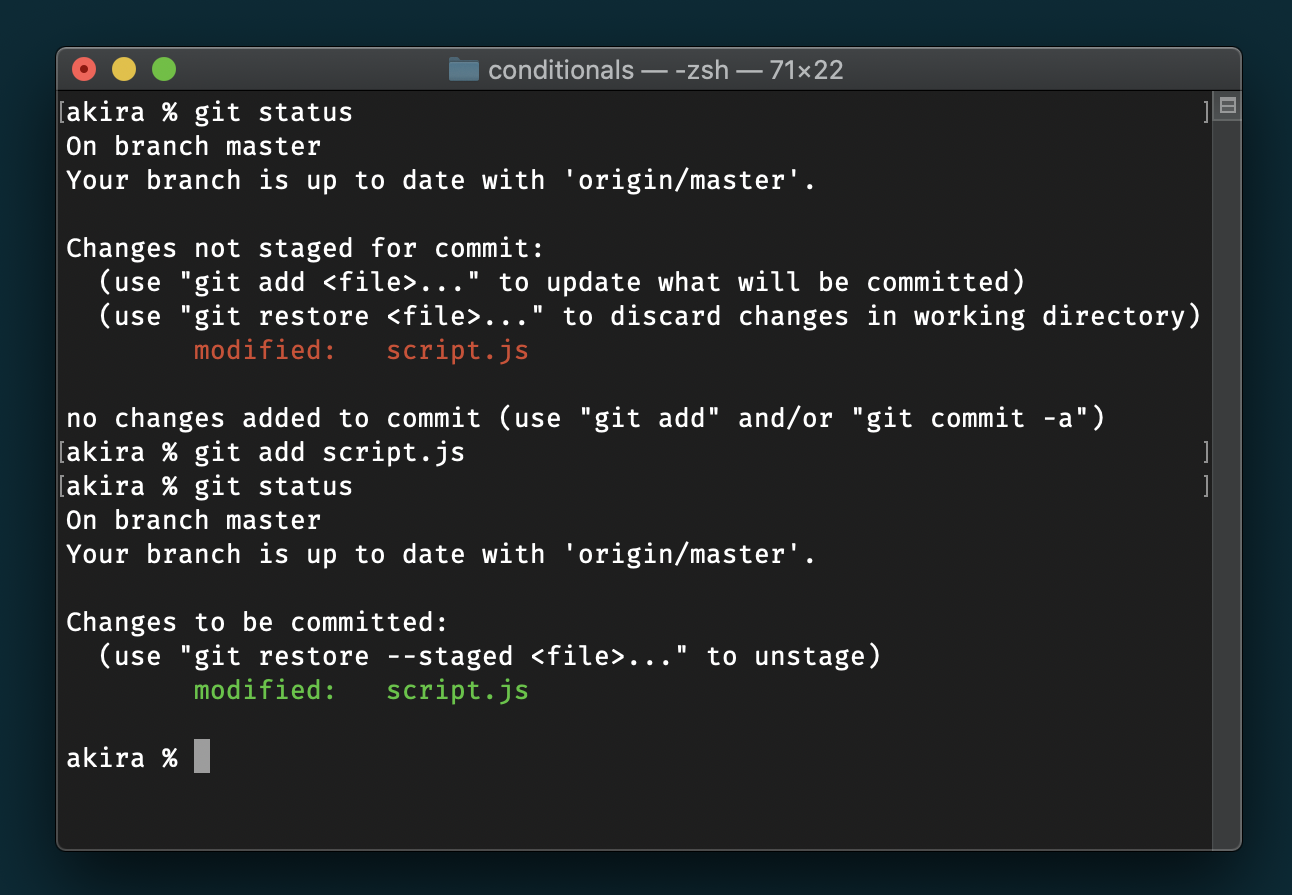 conditionals — -zsh — 71×22
[akira % git status ]
On branch master
Your branch is up to date with 'origin/master'.

Changes not staged for commit:
  (use "git add <file>..." to update what will be committed)
  (use "git restore <file>..." to discard changes in working directory)
        modified:   script.js

no changes added to commit (use "git add" and/or "git commit -a")
[akira % git add script.js ]
[akira % git status ]
On branch master
Your branch is up to date with 'origin/master'.

Changes to be committed:
  (use "git restore --staged <file>..." to unstage)
        modified:   script.js

akira %